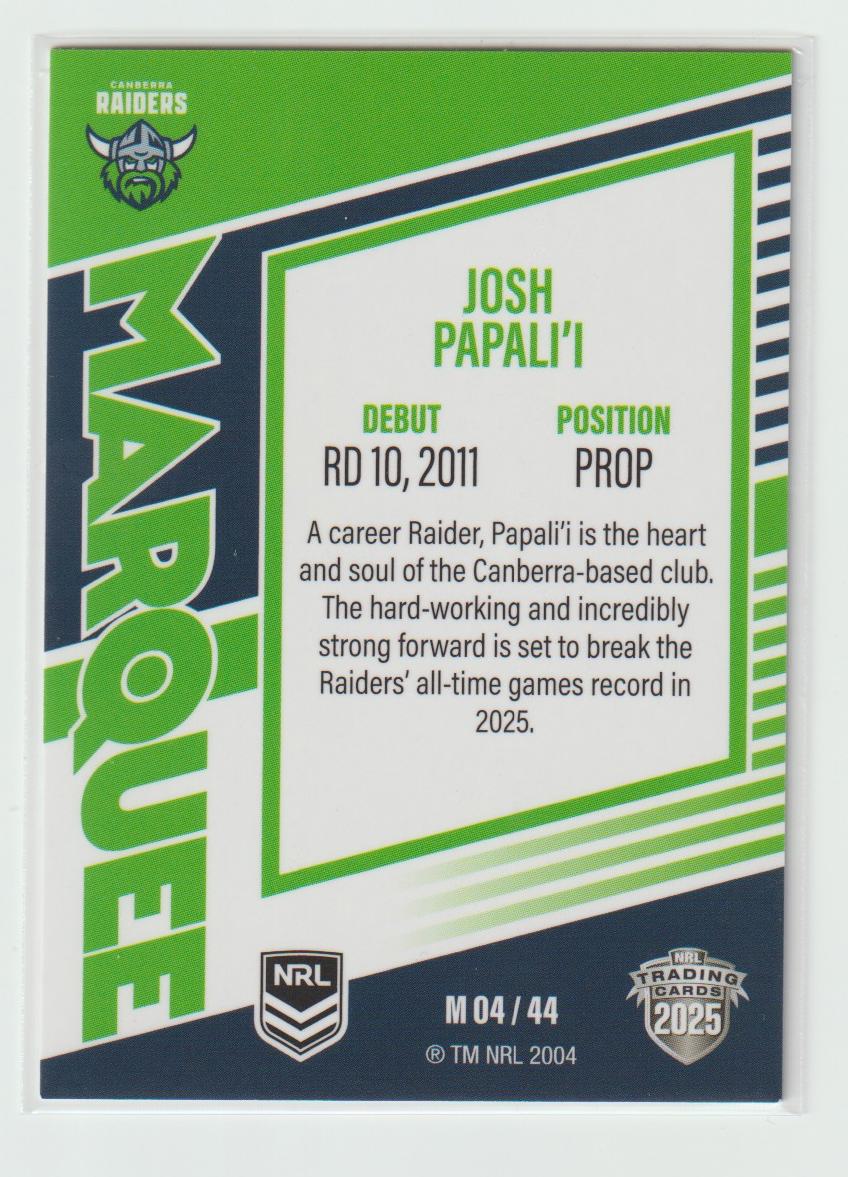 CANBERRA
RAIDERS
MARQUEE
JOSH
PAPALI'I
DEBUT
RD 10, 2011
POSITION
PROP
A career Raider, Papali'i is the heart
and soul of the Canberra-based club.
The hard-working and incredibly
strong forward is set to break the
Raiders' all-time games record in
2025.
NRL
M 04 / 44
® TM NRL 2004
NRL
TRADING
CARDS
2025